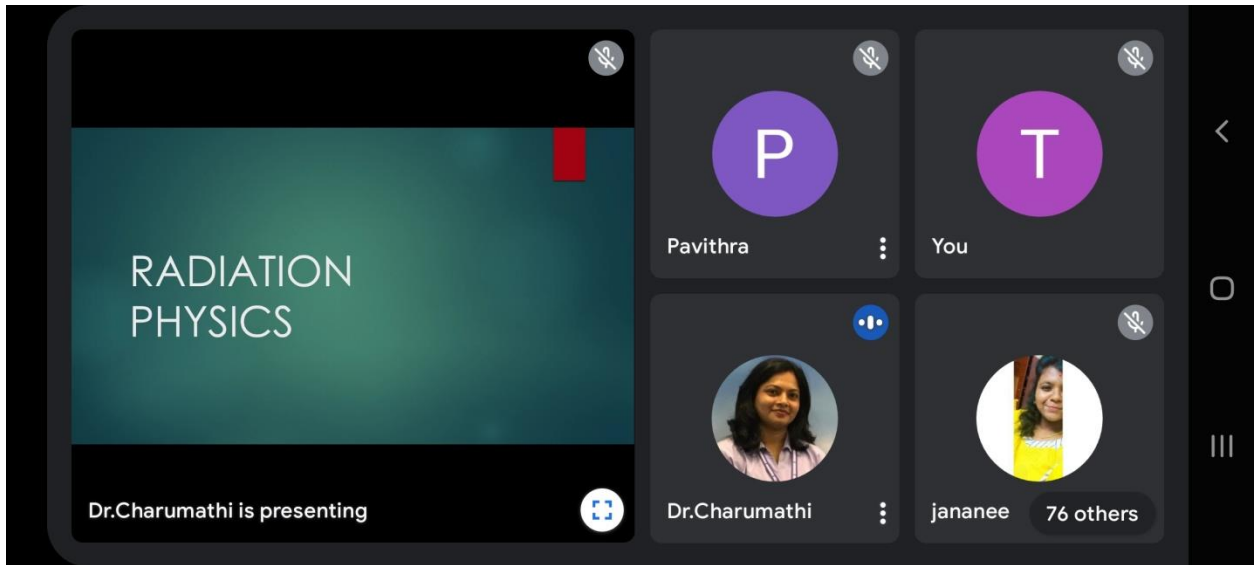 RADIATION
PHYSICS
Dr.Charumathi is presenting
P
Pavithra
T
You
Dr.Charumathi
jananee
76 others